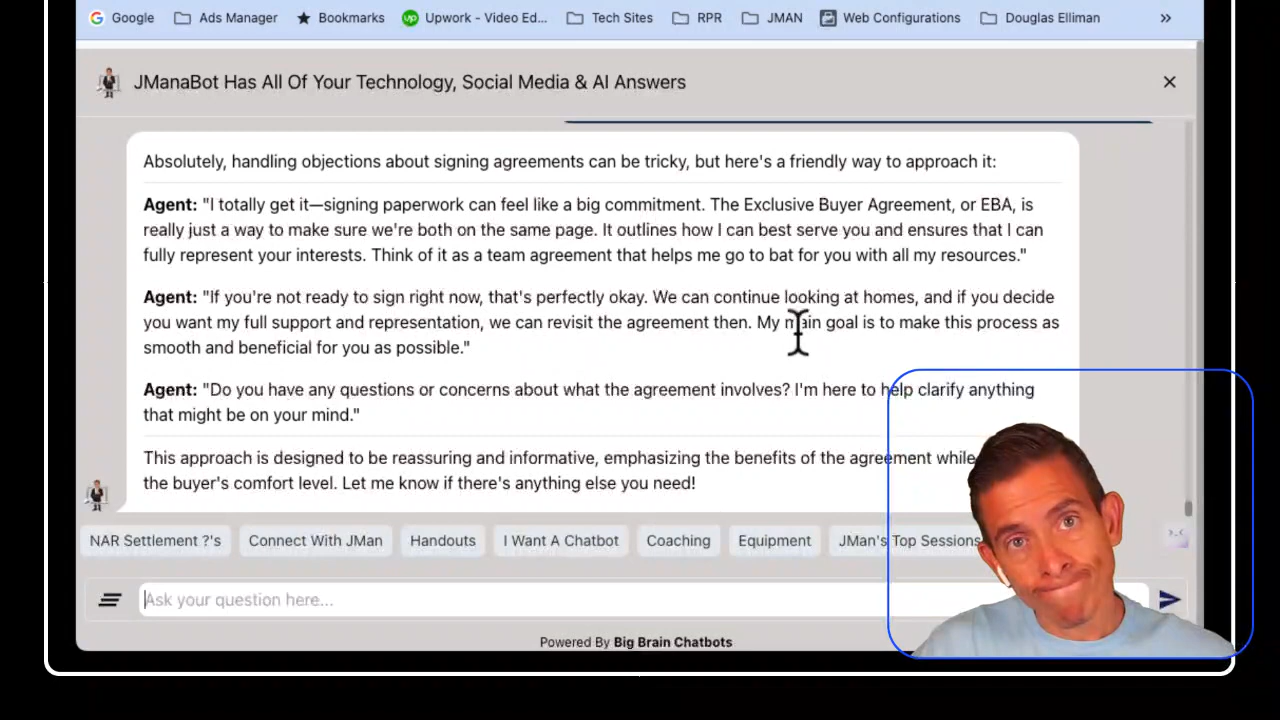 Google Ads Manager Bookmarks Upwork - Video Ed... Tech Sites RPR JMAN Web Configurations Douglas Elliman »
JManaBot Has All Of Your Technology, Social Media & AI Answers
Absolutely, handling objections about signing agreements can be tricky, but here's a friendly way to approach it:
Agent: "I totally get it—signing paperwork can feel like a big commitment. The Exclusive Buyer Agreement, or EBA, is
really just a way to make sure we're both on the same page. It outlines how I can best serve you and ensures that I can
fully represent your interests. Think of it as a team agreement that helps me go to bat for you with all my resources."
Agent: "If you're not ready to sign right now, that's perfectly okay. We can continue looking at homes, and if you decide
you want my full support and representation, we can revisit the agreement then. My main goal is to make this process as
smooth and beneficial for you as possible."
Agent: "Do you have any questions or concerns about what the agreement involves? I'm here to help clarify anything
that might be on your mind."
This approach is designed to be reassuring and informative, emphasizing the benefits of the agreement while
the buyer's comfort level. Let me know if there's anything else you need!
NAR Settlement ?'s Connect With JMan Handouts I Want A Chatbot Coaching Equipment JMan's Top Sessions
Ask your question here...
Powered By Big Brain Chatbots